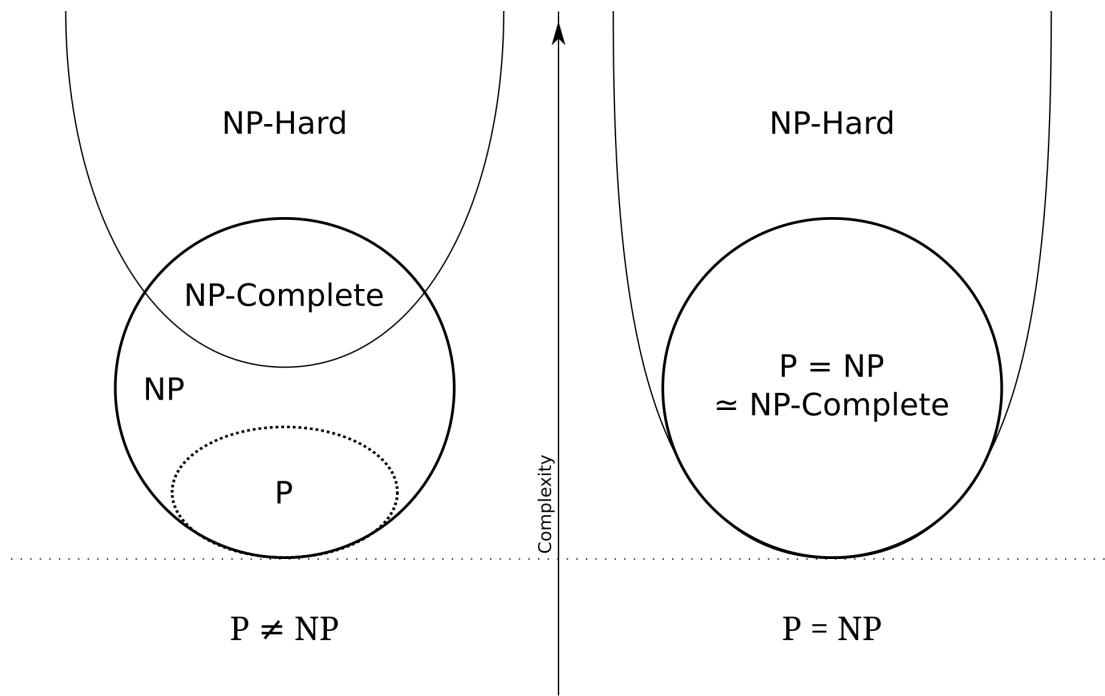 NP-Hard
NP-Complete
NP
P
P ≠ NP
Complexity
NP-Hard
P = NP
≃ NP-Complete
P = NP